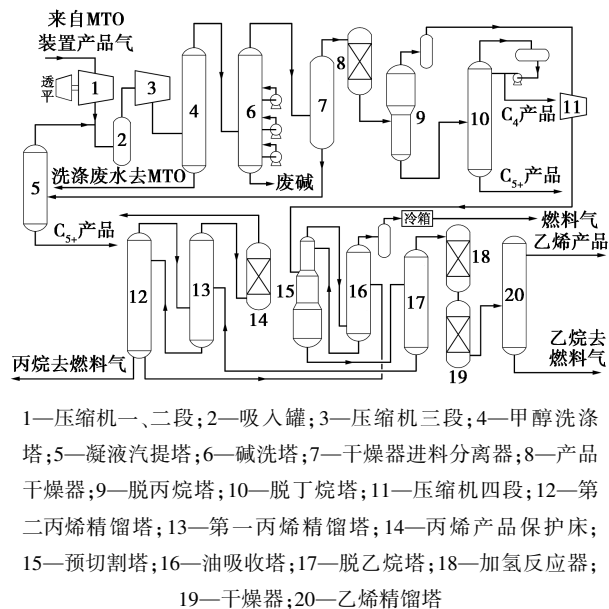 来自MTO
装置产品气
透平
1
2
3
4
5
6
7
8
9
10
11
C₄产品
C₅₊产品
洗涤废水去MTO
废碱
C₅₊产品
冷箱
燃料气
乙烯产品
12
13
14
15
16
17
18
19
20
丙烷去燃料气
乙烷去
燃料气
1—压缩机一、二段;2—吸入罐;3—压缩机三段;4—甲醇洗涤
塔;5—凝液汽提塔;6—碱洗塔;7—干燥器进料分离器;8—产品
干燥器;9—脱丙烷塔;10—脱丁烷塔;11—压缩机四段;12—第
二丙烯精馏塔;13—第一丙烯精馏塔;14—丙烯产品保护床;
15—预切割塔;16—油吸收塔;17—脱乙烷塔;18—加氢反应器;
19—干燥器;20—乙烯精馏塔